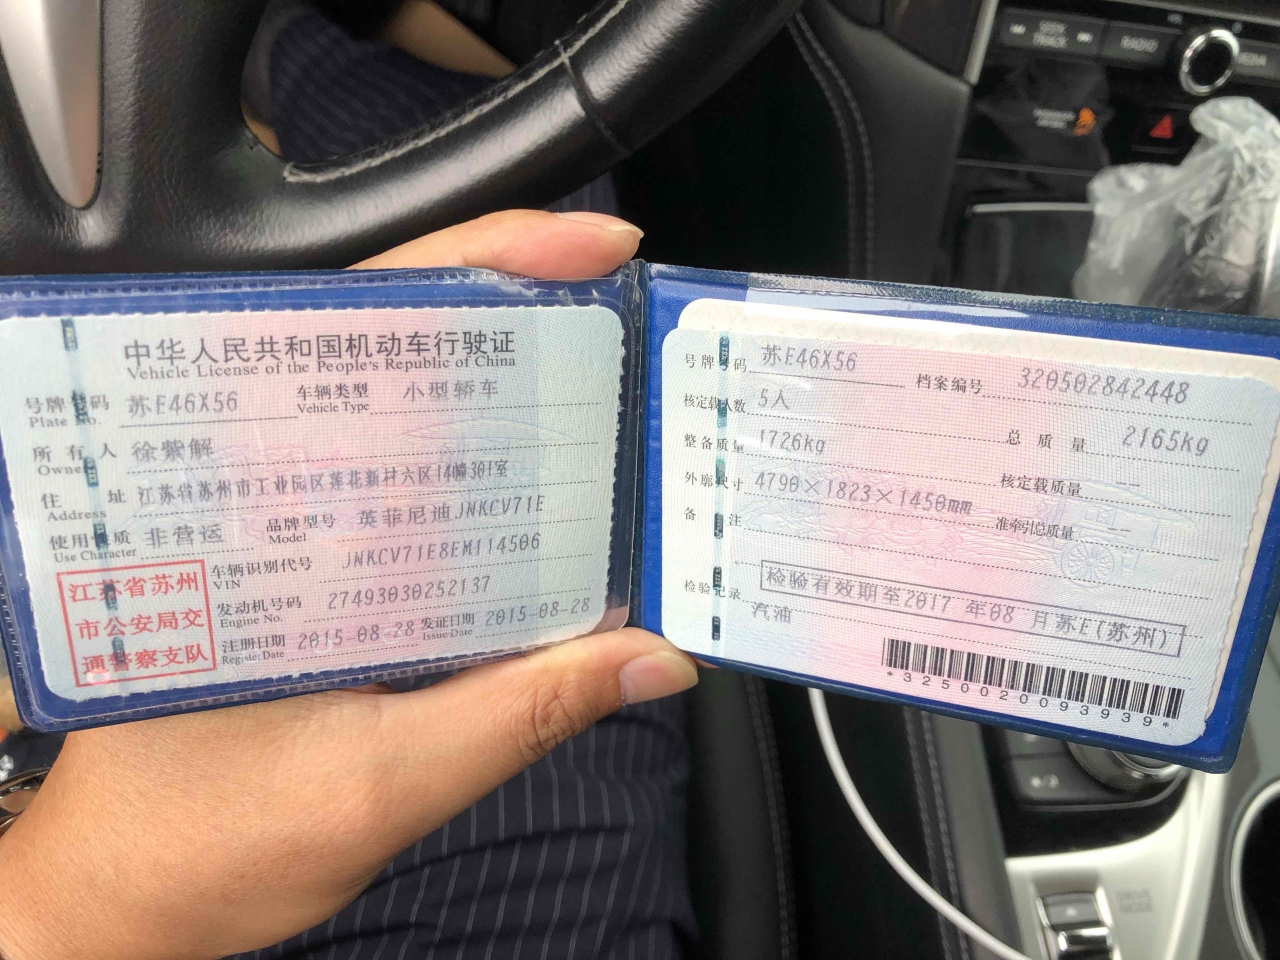 SEEK
TRACK
RADIO
中华人民共和国机动车行驶证
Vehicle License of the People's Republic of China
号牌号码 苏E46X56 车辆类型 小型轿车
Plate No. Vehicle Type
所有人 徐紫解
Owner
住址 江苏省苏州市工业园区莲花新村六区14幢301室
Address
使用性质 非营运 品牌型号 英菲尼迪JNKCV71E
Use Character Model
江苏省苏州
市公安局交
通警察支队
车辆识别代号 JNKCV71E8EM114506
VIN
发动机号码 27493030252137
Engine No.
注册日期 2015-08-28 发证日期 2015-08-28
Register Date Issue Date
号牌号码 苏E46X56 档案编号 320502842448
核定载人数 5人 总质量 2165kg
整备质量 1726kg 核定载质量 --
外廓尺寸 4790×1823×1450mm 准牵引总质量 --
备注
检验有效期至2017年08月苏E(苏州)
检验记录
汽油
*3250020093939*
DRIVE
MODE